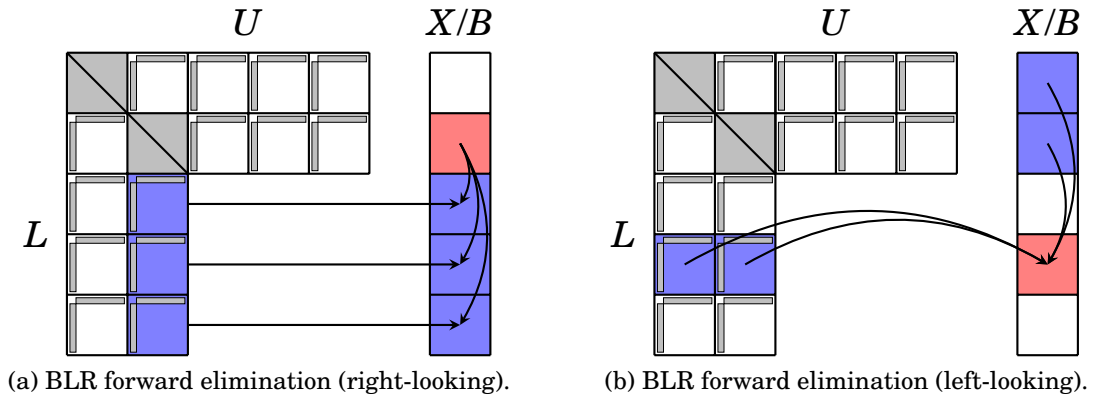 U X/B U X/B
L L
(a) BLR forward elimination (right-looking). (b) BLR forward elimination (left-looking).